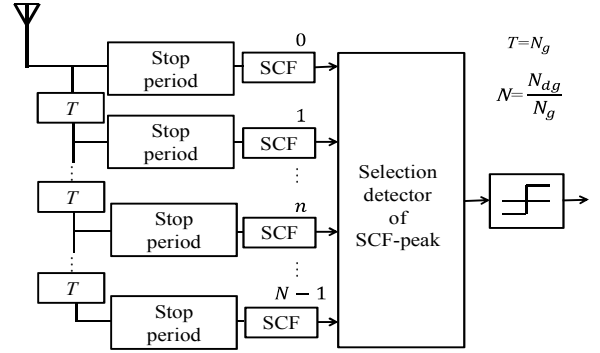 0
Stop
period
SCF
T
1
Stop
period
SCF
T
n
Stop
period
SCF
T
N − 1
Stop
period
SCF
Selection
detector
of
SCF-peak
T=N_g
N=N_dg/N_g